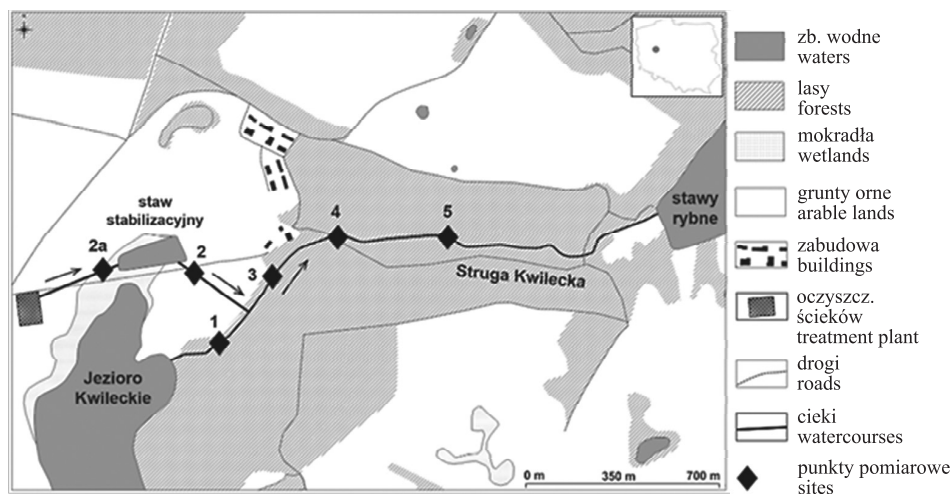 staw
stabilizacyjny
2a
2
3
4
5
1
Struga Kwilecka
stawy
rybne
Jezioro
Kwileckie
0 m 350 m 700 m
zb. wodne
waters
lasy
forests
mokradła
wetlands
grunty orne
arable lands
zabudowa
buildings
oczyszcz.
ścieków
treatment plant
drogi
roads
cieki
watercourses
punkty pomiarowe
sites